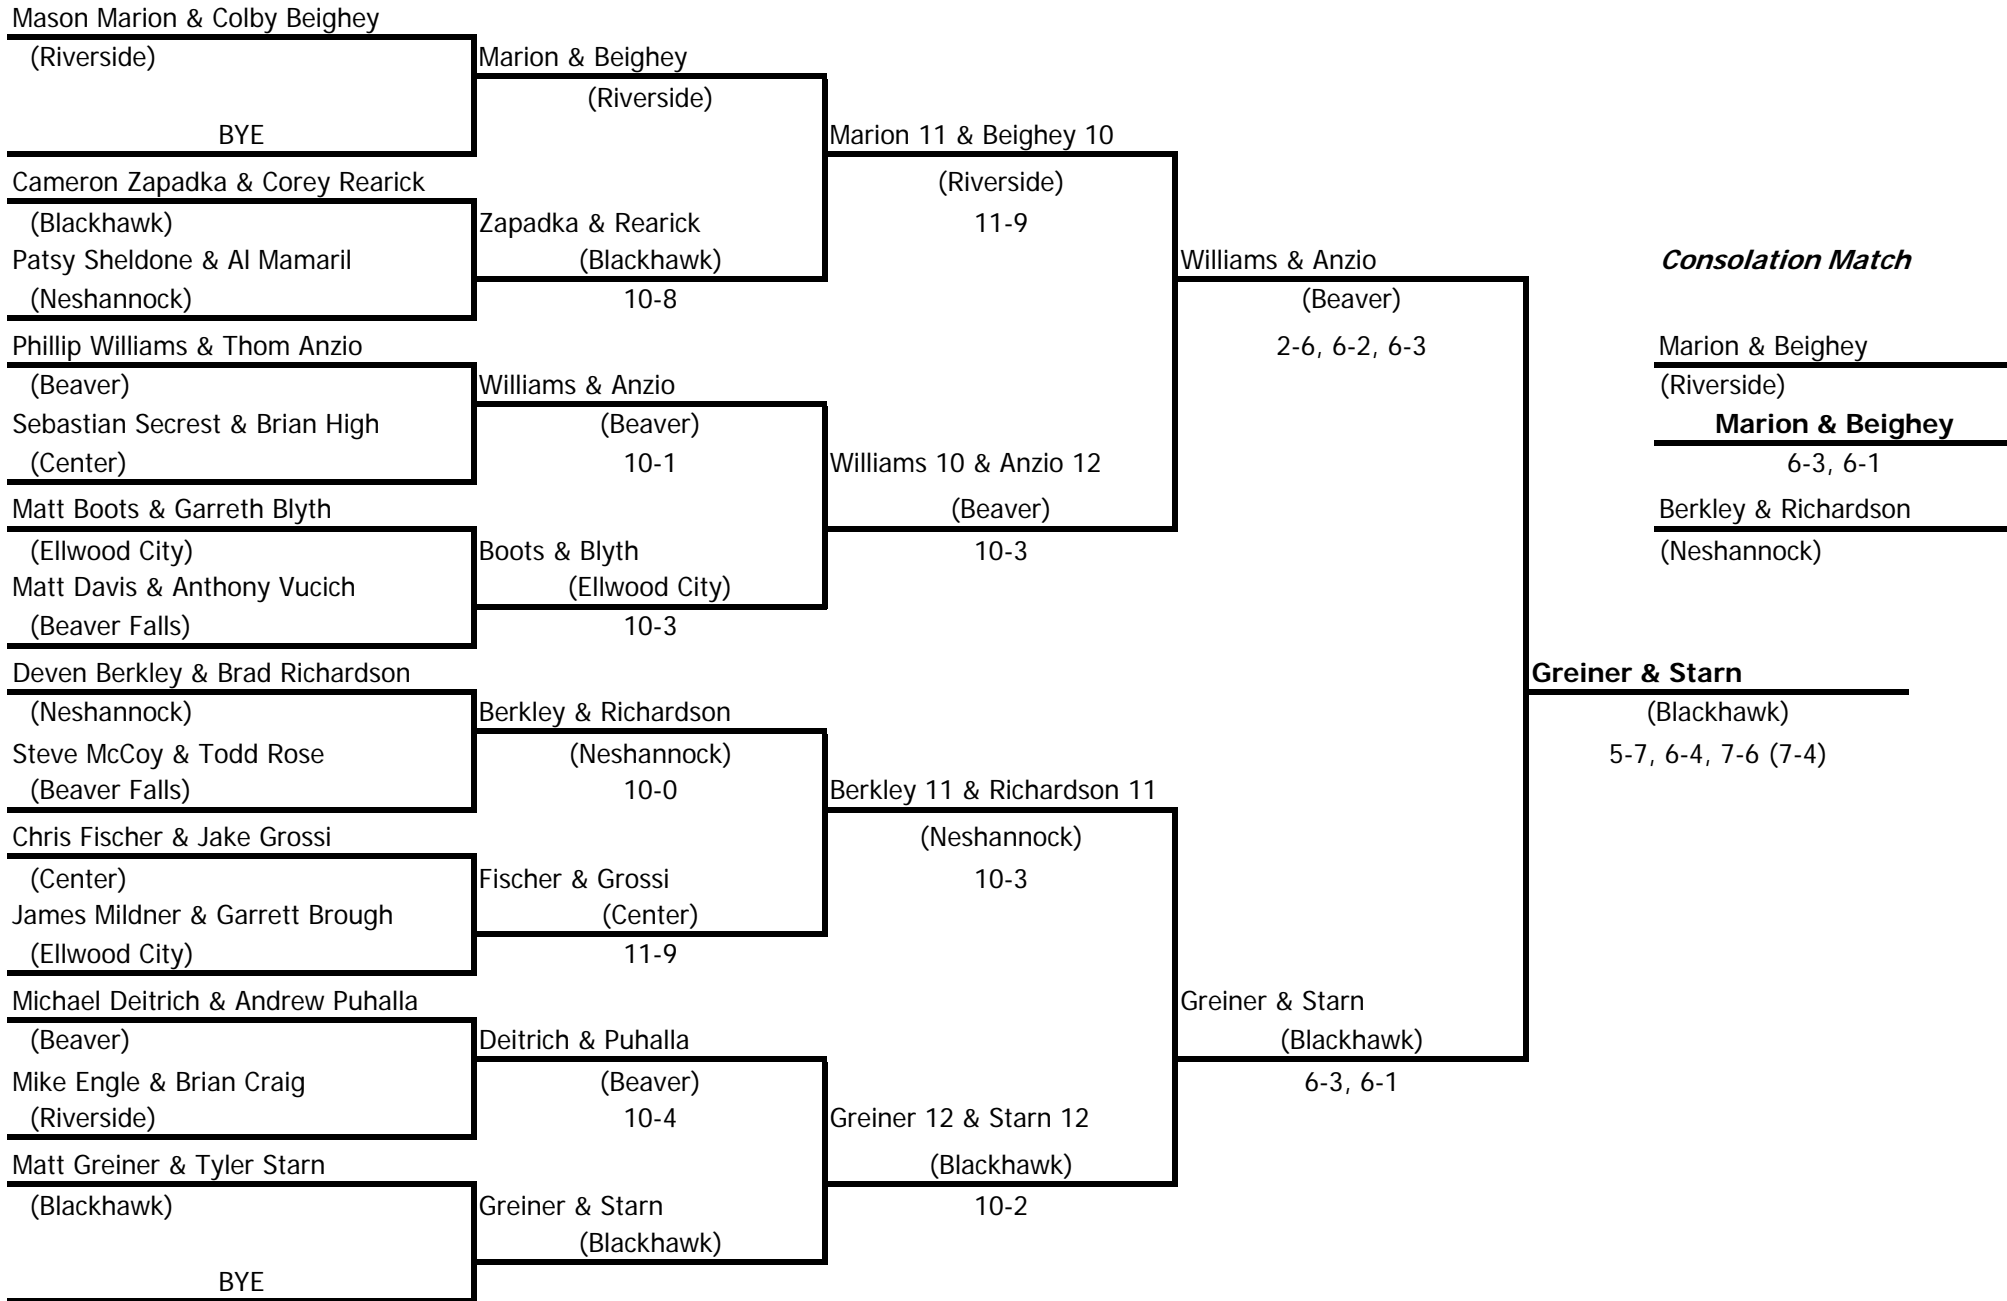 Mason Marion & Colby Beighey
(Riverside)
BYE
Cameron Zapadka & Corey Rearick
(Blackhawk)
Patsy Sheldone & Al Mamaril
(Neshannock)
Phillip Williams & Thom Anzio
(Beaver)
Sebastian Secrest & Brian High
(Center)
Matt Boots & Garreth Blyth
(Ellwood City)
Matt Davis & Anthony Vucich
(Beaver Falls)
Deven Berkley & Brad Richardson
(Neshannock)
Steve McCoy & Todd Rose
(Beaver Falls)
Chris Fischer & Jake Grossi
(Center)
James Mildner & Garrett Brough
(Ellwood City)
Michael Deitrich & Andrew Puhalla
(Beaver)
Mike Engle & Brian Craig
(Riverside)
Matt Greiner & Tyler Starn
(Blackhawk)
BYE
Marion & Beighey
(Riverside)
Zapadka & Rearick
(Blackhawk)
10-8
Williams & Anzio
(Beaver)
10-1
Boots & Blyth
(Ellwood City)
10-3
Berkley & Richardson
(Neshannock)
10-0
Fischer & Grossi
(Center)
11-9
Deitrich & Puhalla
(Beaver)
10-4
Greiner & Starn
(Blackhawk)
Marion 11 & Beighey 10
(Riverside)
11-9
Williams 10 & Anzio 12
(Beaver)
10-3
Berkley 11 & Richardson 11
(Neshannock)
10-3
Greiner 12 & Starn 12
(Blackhawk)
10-2
Williams & Anzio
(Beaver)
2-6, 6-2, 6-3
Greiner & Starn
(Blackhawk)
6-3, 6-1
Greiner & Starn
(Blackhawk)
5-7, 6-4, 7-6 (7-4)
Consolation Match
Marion & Beighey
(Riverside)
Marion & Beighey
6-3, 6-1
Berkley & Richardson
(Neshannock)